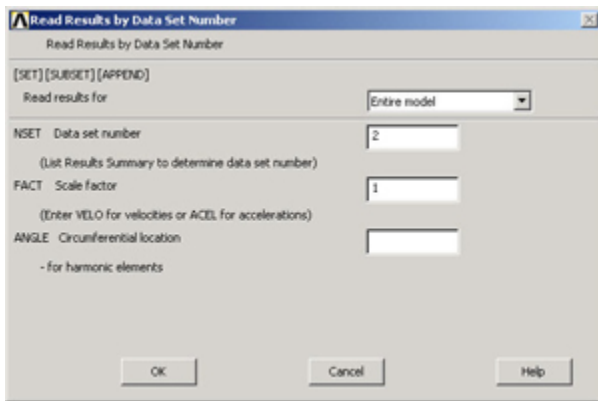 Read Results by Data Set Number
Read Results by Data Set Number
[SET] [SUBSET] [APPEND]
Read results for Entire model
NSET Data set number 2
(List Results Summary to determine data set number)
FACT Scale factor 1
(Enter VELO for velocities or ACEL for accelerations)
ANGLE Circumferential location
- for harmonic elements
OK Cancel Help